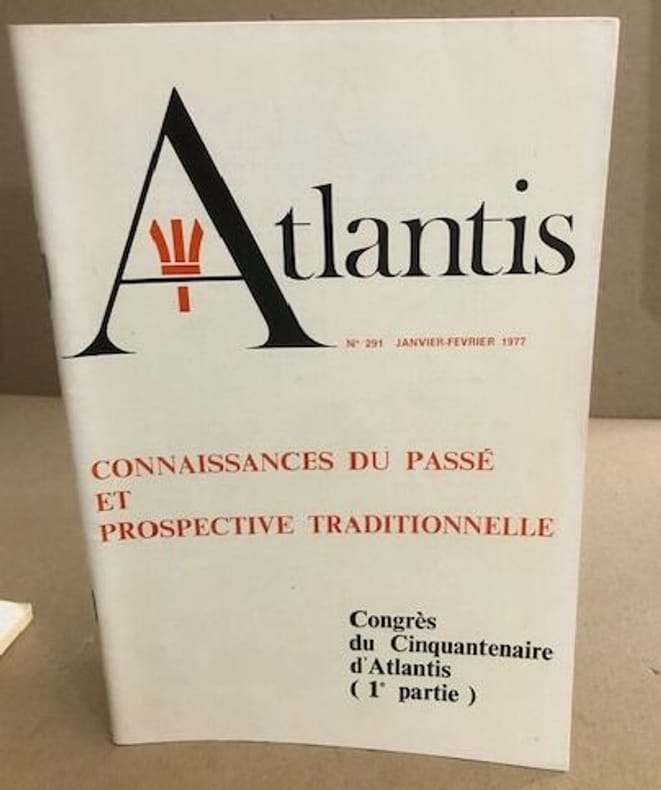 Atlantis
N° 291 JANVIER-FEVRIER 1977
CONNAISSANCES DU PASSÉ
ET
PROSPECTIVE TRADITIONNELLE
Congrès
du Cinquantenaire
d'Atlantis
( 1e partie )